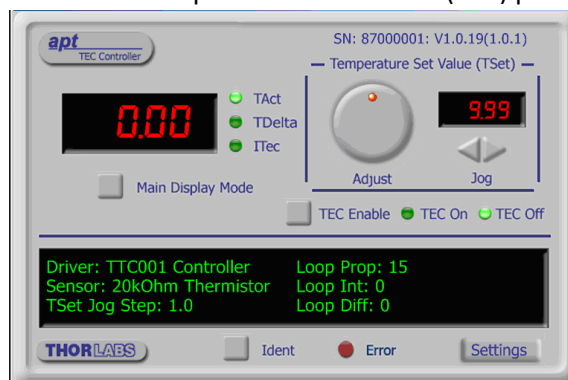 apt
TEC Controller
SN: 87000001: V1.0.19(1.0.1)
Temperature Set Value (TSet)
0.00
TAct
TDelta
ITec
9.99
Adjust
Jog
Main Display Mode
TEC Enable
TEC On
TEC Off
Driver: TTC001 Controller
Loop Prop: 15
Sensor: 20kOhm Thermistor
Loop Int: 0
TSet Jog Step: 1.0
Loop Diff: 0
THORLABS
Ident
Error
Settings